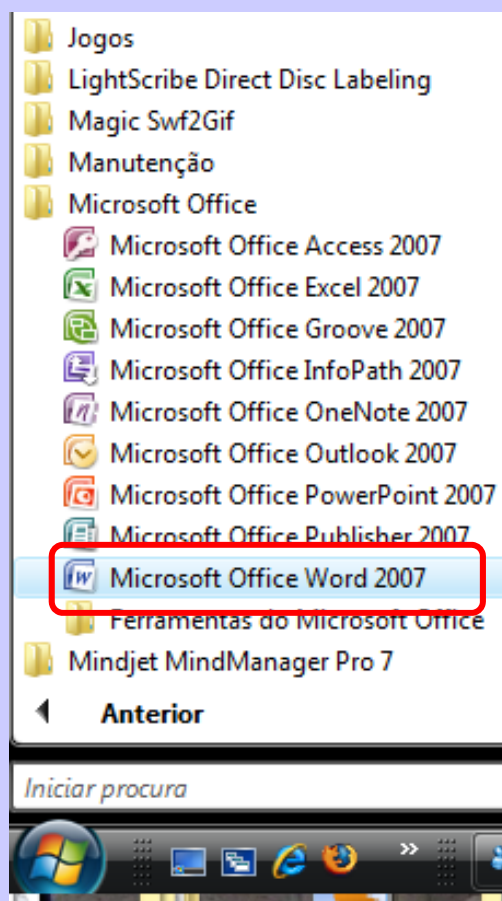 Jogos
LightScribe Direct Disc Labeling
Magic Swf2Gif
Manutenção
Microsoft Office
Microsoft Office Access 2007
Microsoft Office Excel 2007
Microsoft Office Groove 2007
Microsoft Office InfoPath 2007
Microsoft Office OneNote 2007
Microsoft Office Outlook 2007
Microsoft Office PowerPoint 2007
Microsoft Office Publisher 2007
Microsoft Office Word 2007
Ferramentas do Microsoft Office
Mindjet MindManager Pro 7
Anterior
Iniciar procura